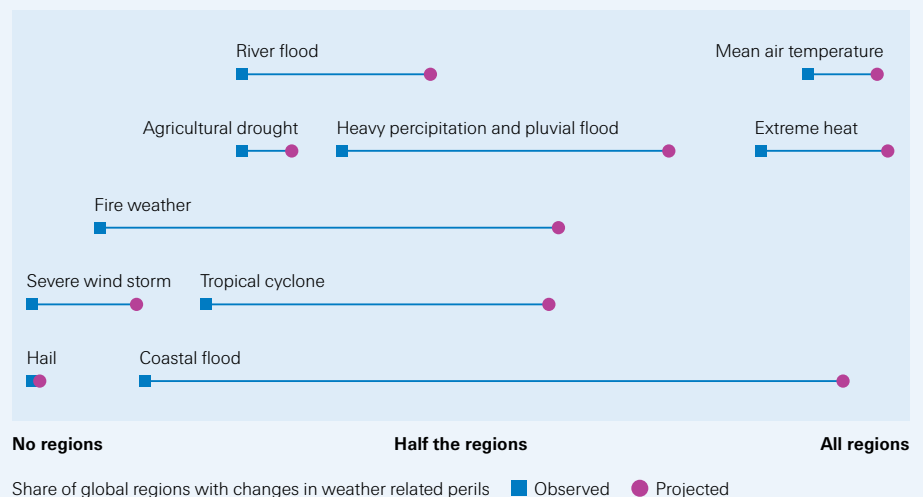 River flood
Mean air temperature
Agricultural drought
Heavy percipitation and pluvial flood
Extreme heat
Fire weather
Severe wind storm
Tropical cyclone
Hail
Coastal flood
No regions
Half the regions
All regions
Share of global regions with changes in weather related perils
Observed
Projected